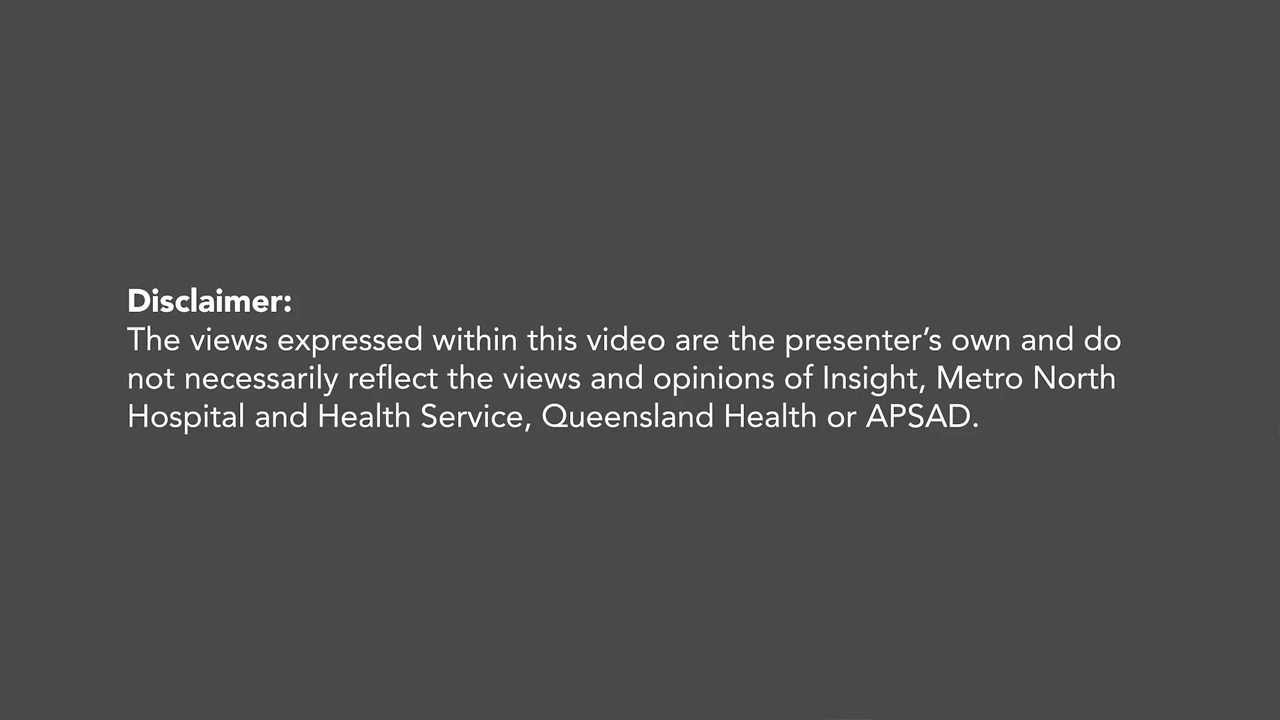 Disclaimer:
The views expressed within this video are the presenter’s own and do
not necessarily reflect the views and opinions of Insight, Metro North
Hospital and Health Service, Queensland Health or APSAD.